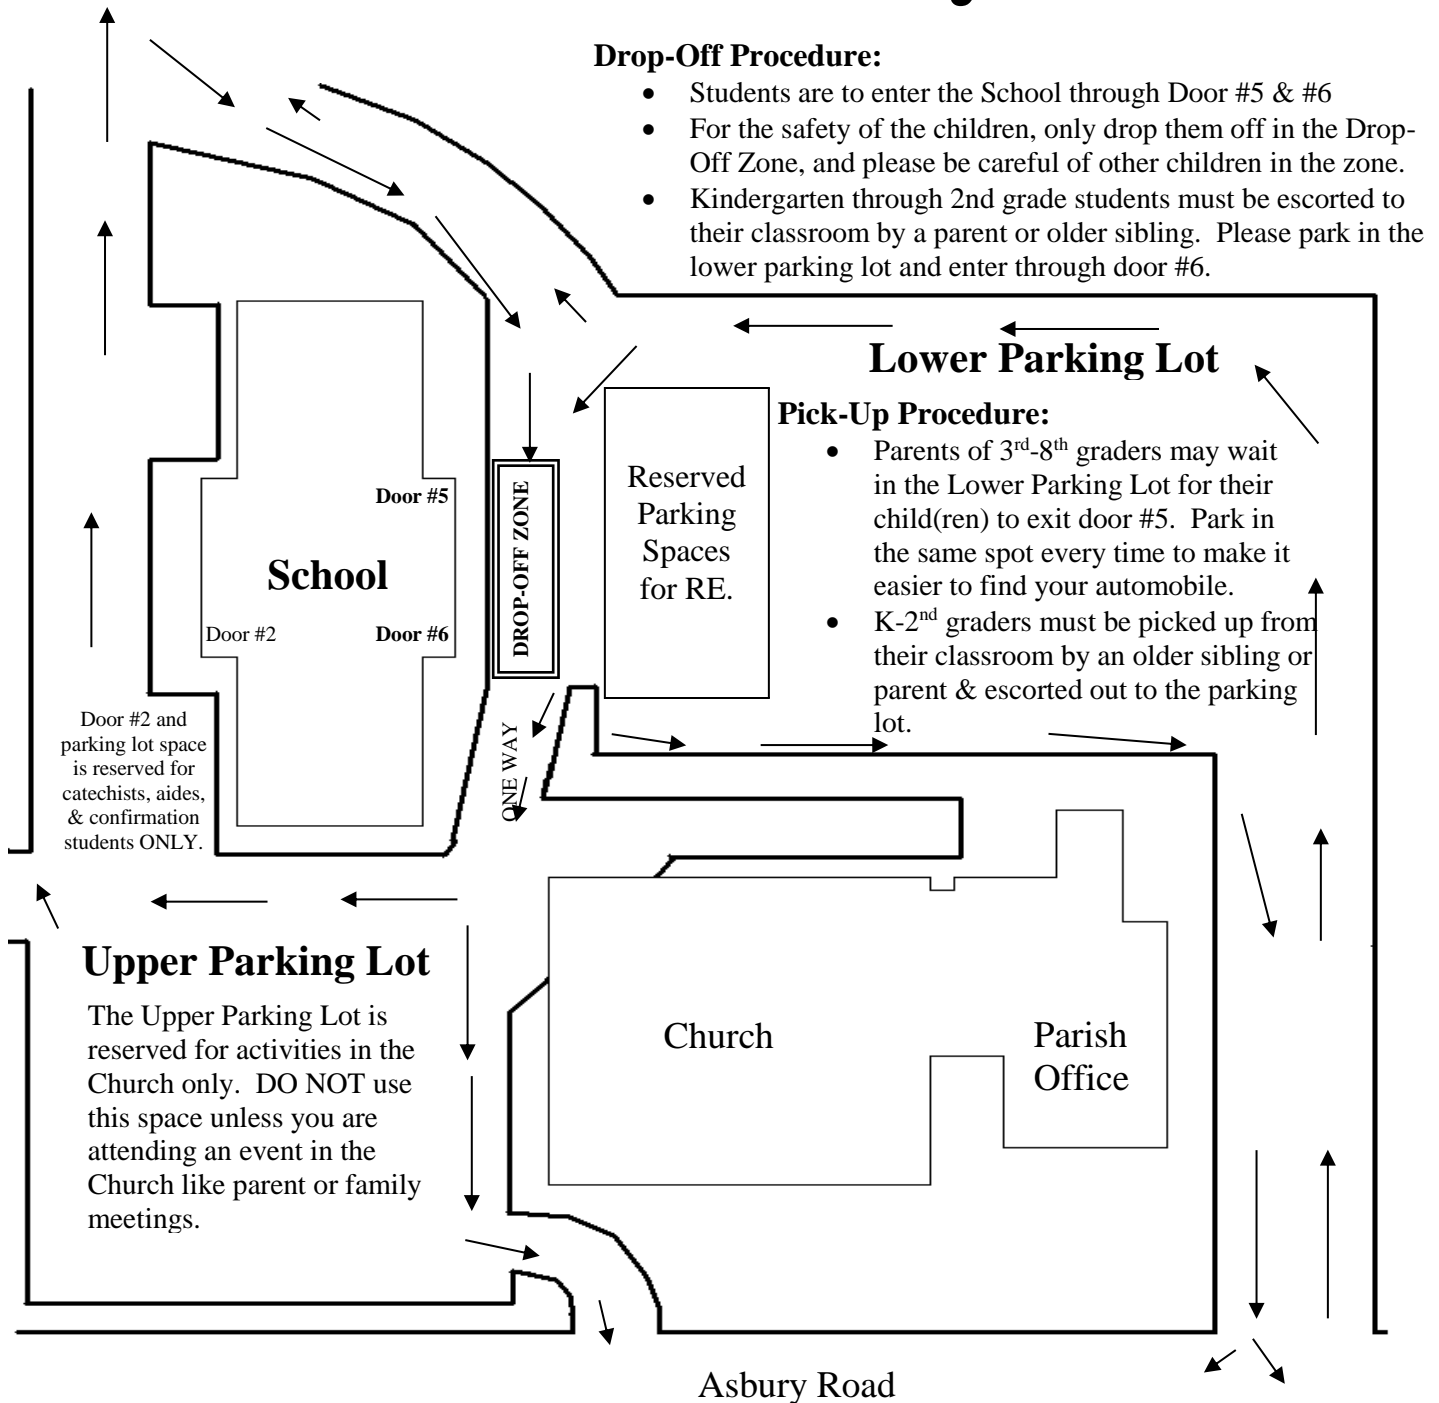 Drop-Off Procedure:
• Students are to enter the School through Door #5 & #6
• For the safety of the children, only drop them off in the Drop-
Off Zone, and please be careful of other children in the zone.
• Kindergarten through 2nd grade students must be escorted to
their classroom by a parent or older sibling. Please park in the
lower parking lot and enter through door #6.
Lower Parking Lot
Pick-Up Procedure:
• Parents of 3rd-8th graders may wait
in the Lower Parking Lot for their
child(ren) to exit door #5. Park in
the same spot every time to make it
easier to find your automobile.
• K-2nd graders must be picked up from
their classroom by an older sibling or
parent & escorted out to the parking
lot.
Reserved
Parking
Spaces
for RE.
DROP-OFF ZONE
Door #5
School
Door #2
Door #6
ONE WAY
Door #2 and
parking lot space
is reserved for
catechists, aides,
& confirmation
students ONLY.
Upper Parking Lot
The Upper Parking Lot is
reserved for activities in the
Church only. DO NOT use
this space unless you are
attending an event in the
Church like parent or family
meetings.
Church
Parish
Office
Asbury Road